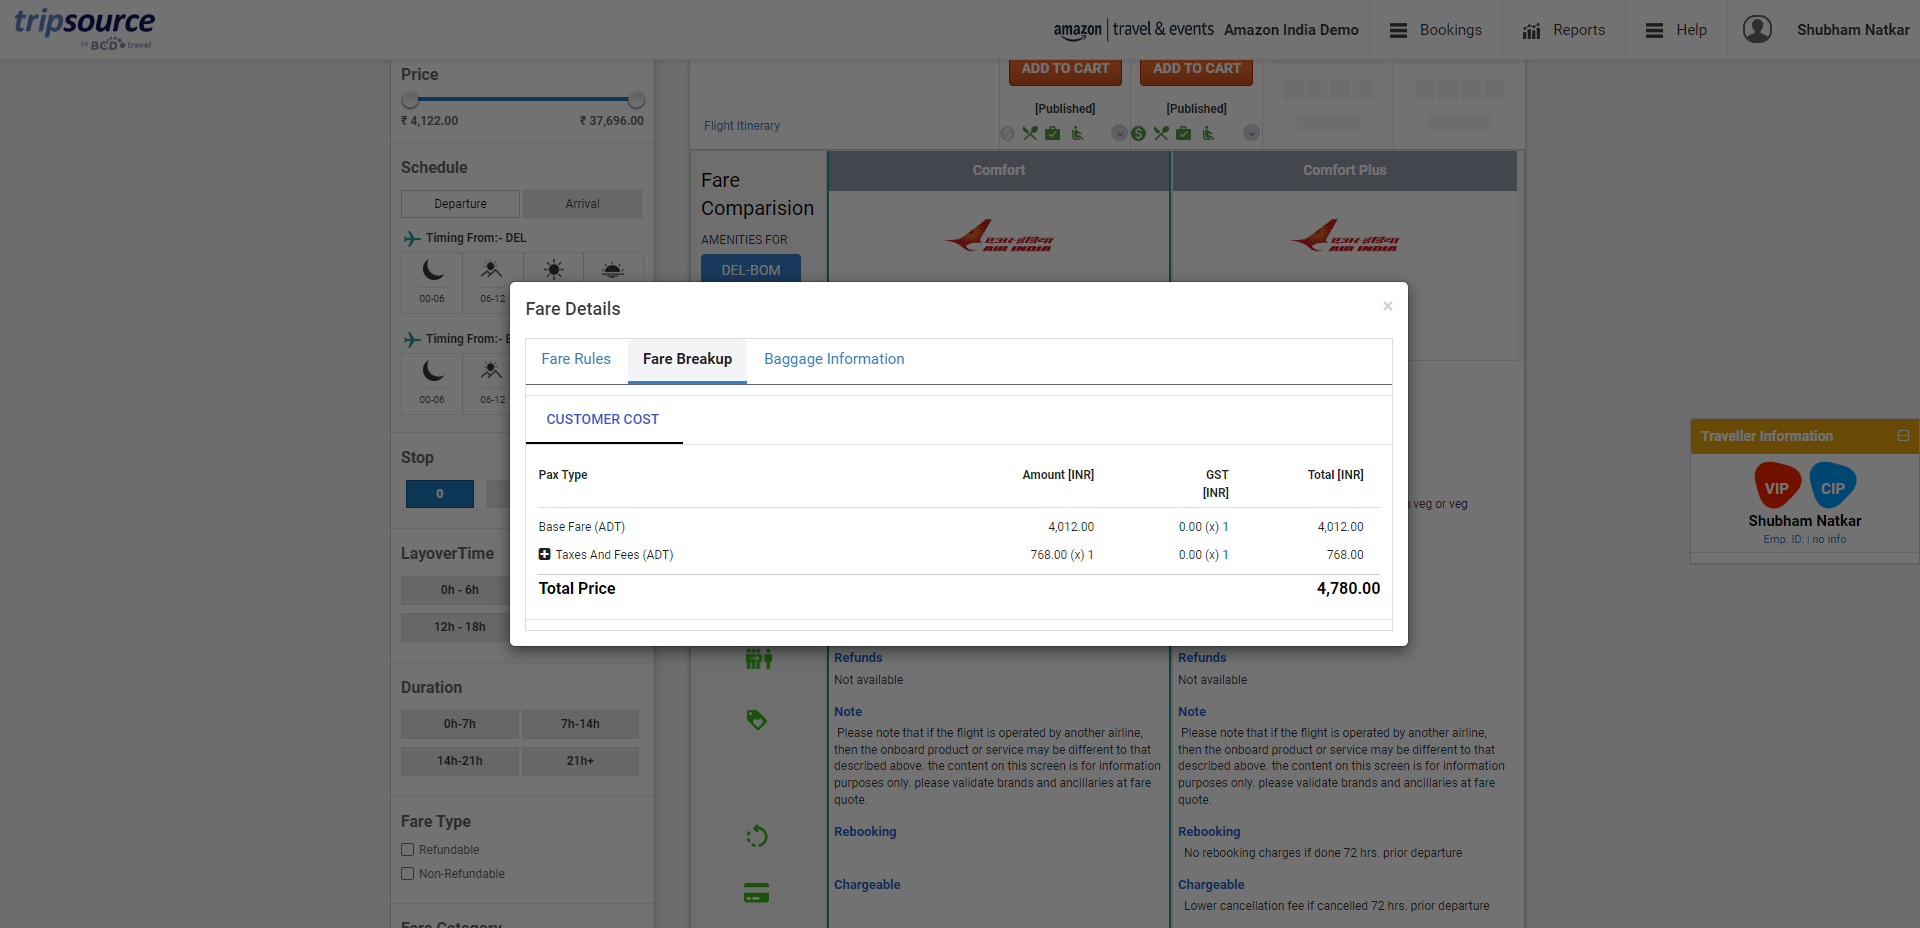 tripsource
by BCD travel
amazon | travel & events Amazon India Demo
Bookings
Reports
Help
Shubham Natkar
Price
₹ 4,122.00 ₹ 37,696.00
Schedule
Departure Arrival
Timing From:- DEL
00-06 06-12
Timing From:-
00-06 06-12
Stop
0
LayoverTime
0h - 6h
12h - 18h
Duration
0h-7h 7h-14h
14h-21h 21h+
Fare Type
Refundable
Non-Refundable
Fare Category
ADD TO CART ADD TO CART
[Published] [Published]
Flight Itinerary
Fare
Comparision
AMENITIES FOR
DEL-BOM
Comfort Comfort Plus
एअर-इंडिया
AIR INDIA
एअर-इंडिया
AIR INDIA
Fare Details
×
Fare Rules Fare Breakup Baggage Information
CUSTOMER COST
Pax Type Amount [INR] GST [INR] Total [INR]
Base Fare (ADT) 4,012.00 0.00 (x) 1 4,012.00
Taxes And Fees (ADT) 768.00 (x) 1 0.00 (x) 1 768.00
Total Price 4,780.00
veg or veg
Refunds
Not available
Note
Please note that if the flight is operated by another airline,
then the onboard product or service may be different to that
described above. the content on this screen is for information
purposes only. please validate brands and ancillaries at fare
quote.
Rebooking
Chargeable
Refunds
Not available
Note
Please note that if the flight is operated by another airline,
then the onboard product or service may be different to that
described above. the content on this screen is for information
purposes only. please validate brands and ancillaries at fare
quote.
Rebooking
No rebooking charges if done 72 hrs. prior departure
Chargeable
Lower cancellation fee if cancelled 72 hrs. prior departure
Traveller Information
VIP CIP
Shubham Natkar
Emp. ID: | no Info